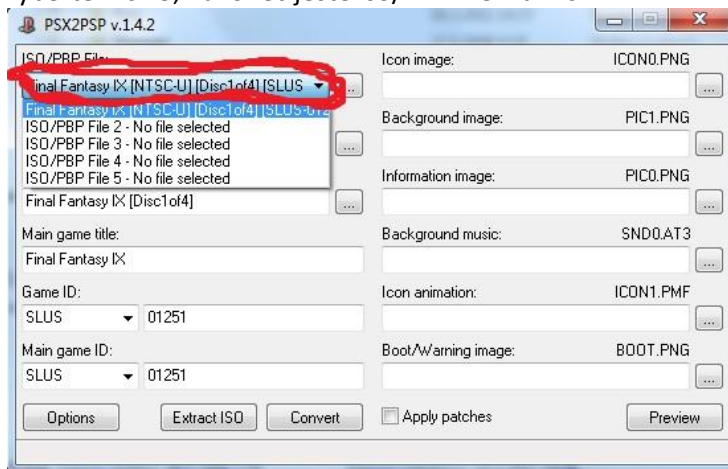 PSX2PSP v.1.4.2
ISO/PBP File:
Final Fantasy IX [NTSC-U] [Disc1of4] [SLUS
Final Fantasy IX [NTSC-U] [Disc1of4] [SLUS-012
ISO/PBP File 2 - No file selected
ISO/PBP File 3 - No file selected
ISO/PBP File 4 - No file selected
ISO/PBP File 5 - No file selected
Final Fantasy IX [Disc1of4]
Main game title:
Final Fantasy IX
Game ID:
SLUS 01251
Main game ID:
SLUS 01251
Options Extract ISO Convert
Icon image: ICON0.PNG
...
Background image: PIC1.PNG
...
Information image: PIC0.PNG
...
Background music: SND0.AT3
...
Icon animation: ICON1.PMF
...
Boot/Warning image: BOOT.PNG
...
Apply patches Preview